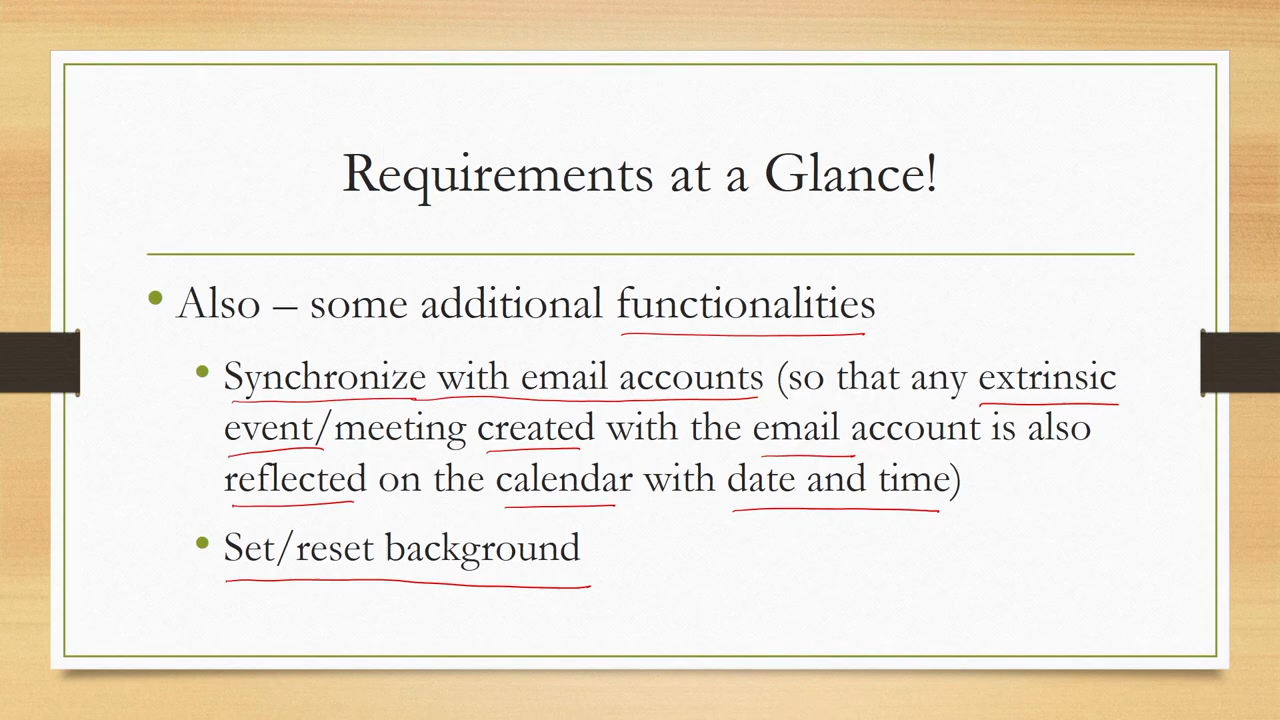 Requirements at a Glance!
• Also – some additional functionalities
• Synchronize with email accounts (so that any extrinsic
event/meeting created with the email account is also
reflected on the calendar with date and time)
• Set/reset background